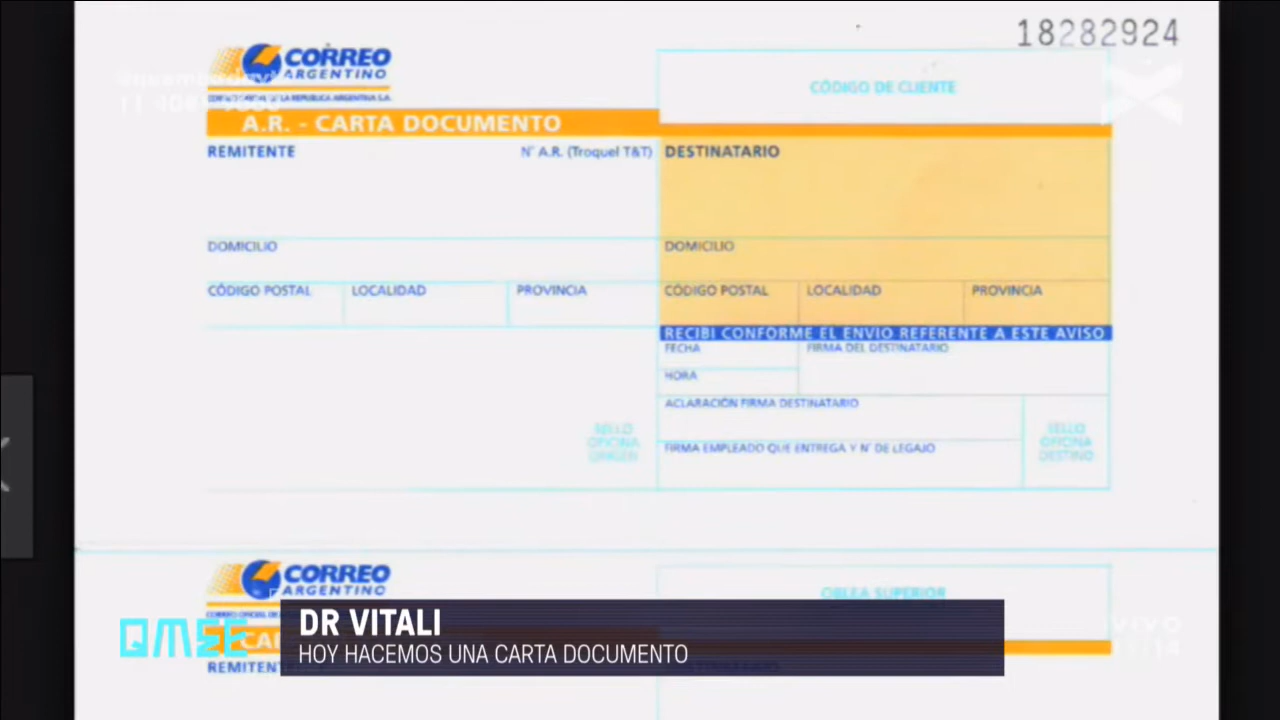 18282924
CORREO
ARGENTINO
CÓDIGO DE CLIENTE
A.R. - CARTA DOCUMENTO
REMITENTE
N° A.R. (Troquel T&T)
DESTINATARIO
DOMICILIO
DOMICILIO
CÓDIGO POSTAL
LOCALIDAD
PROVINCIA
CÓDIGO POSTAL
LOCALIDAD
PROVINCIA
RECIBI CONFORME EL ENVIO REFERENTE A ESTE AVISO
FECHA
FIRMA DEL DESTINATARIO
HORA
ACLARACIÓN FIRMA DESTINATARIO
SELLO
OFICINA
ORIGEN
SELLO
OFICINA
DESTINO
FIRMA EMPLEADO QUE ENTREGA Y N° DE LEGAJO
CORREO
ARGENTINO
OBLEA SUPERIOR
QMEE
DR VITALI
HOY HACEMOS UNA CARTA DOCUMENTO
VIVO
REMITENTE